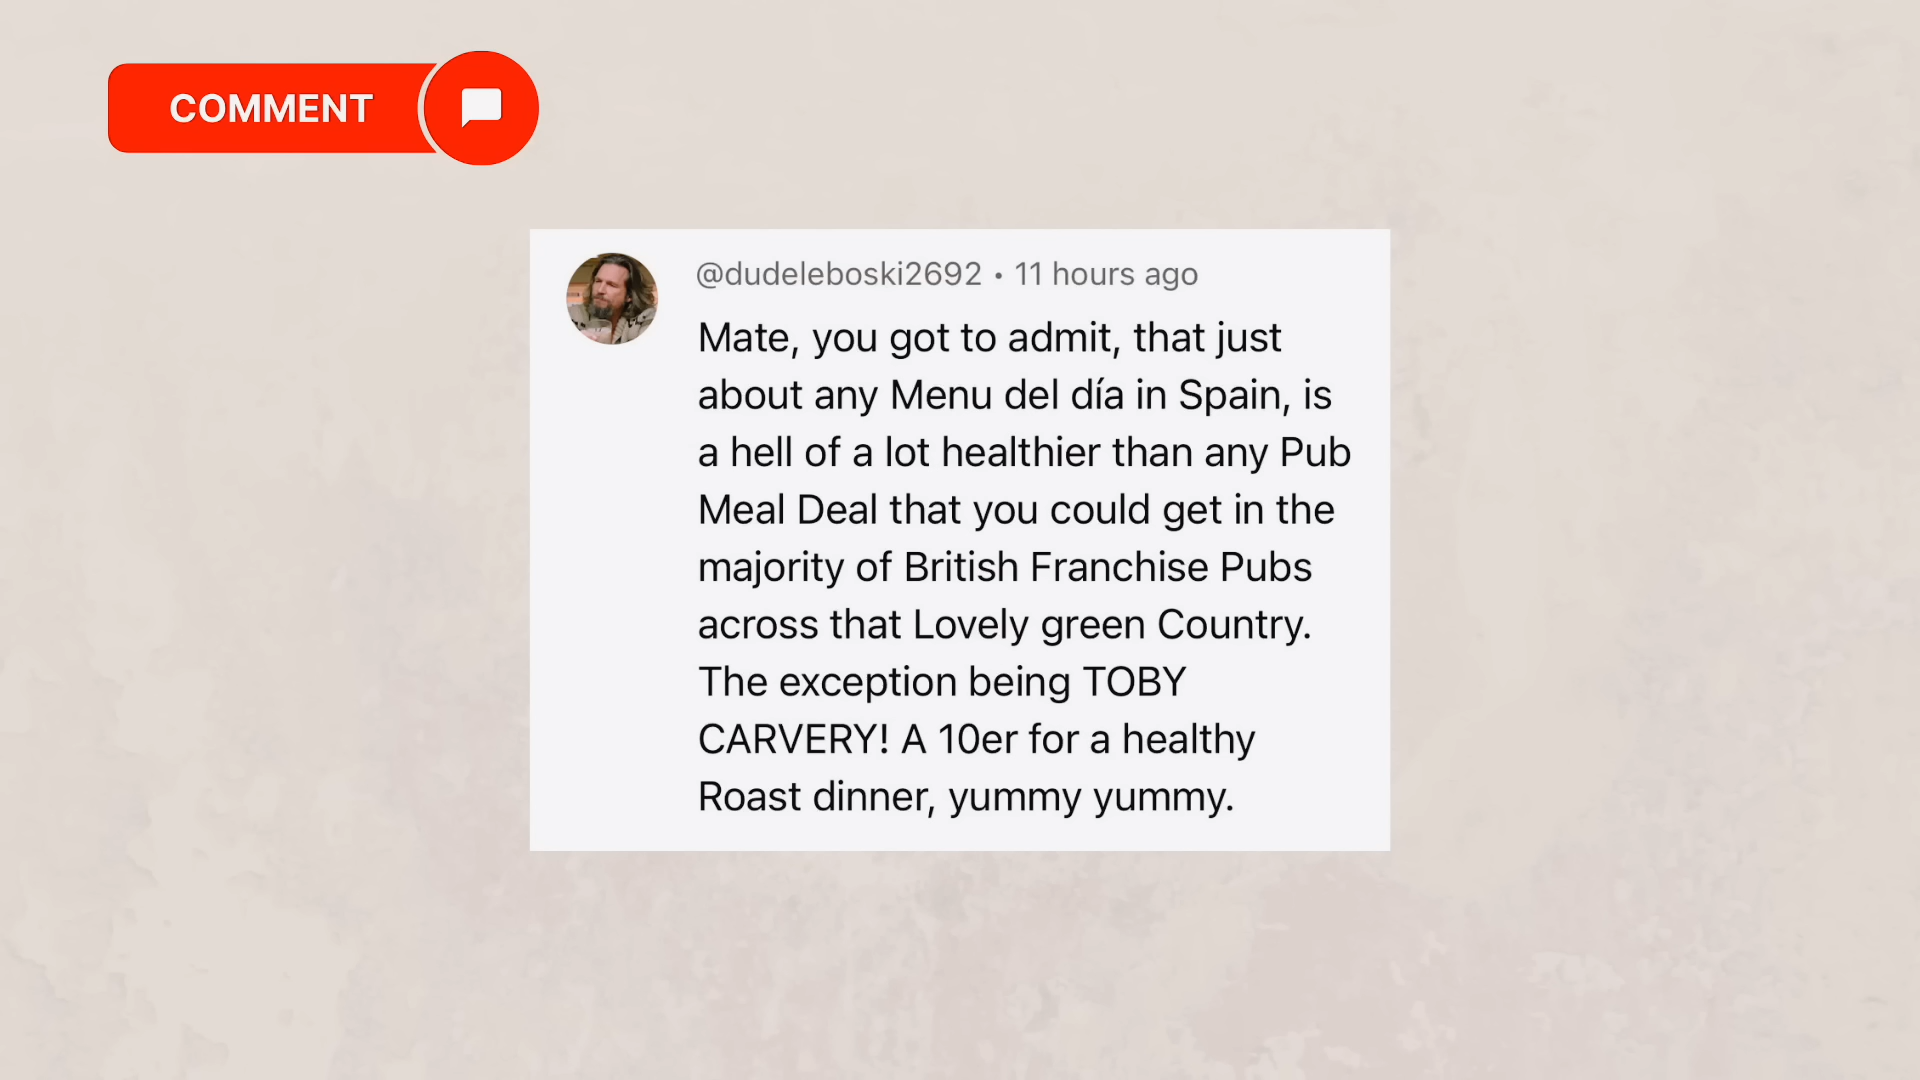 COMMENT
@dudeleboski2692 • 11 hours ago
Mate, you got to admit, that just
about any Menu del día in Spain, is
a hell of a lot healthier than any Pub
Meal Deal that you could get in the
majority of British Franchise Pubs
across that Lovely green Country.
The exception being TOBY
CARVERY! A 10er for a healthy
Roast dinner, yummy yummy.